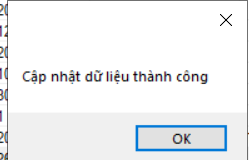 Cập nhật dữ liệu thành công
OK